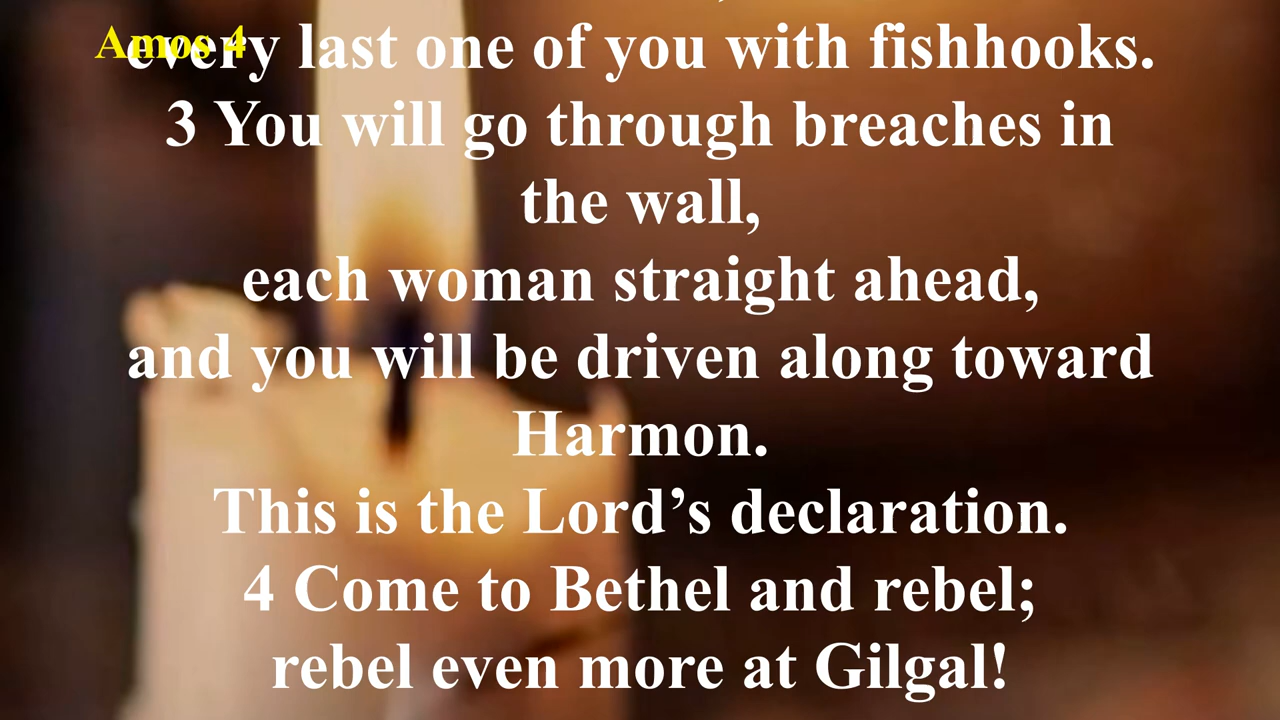 Amos 4
every last one of you with fishhooks.
3 You will go through breaches in
the wall,
each woman straight ahead,
and you will be driven along toward
Harmon.
This is the Lord’s declaration.
4 Come to Bethel and rebel;
rebel even more at Gilgal!